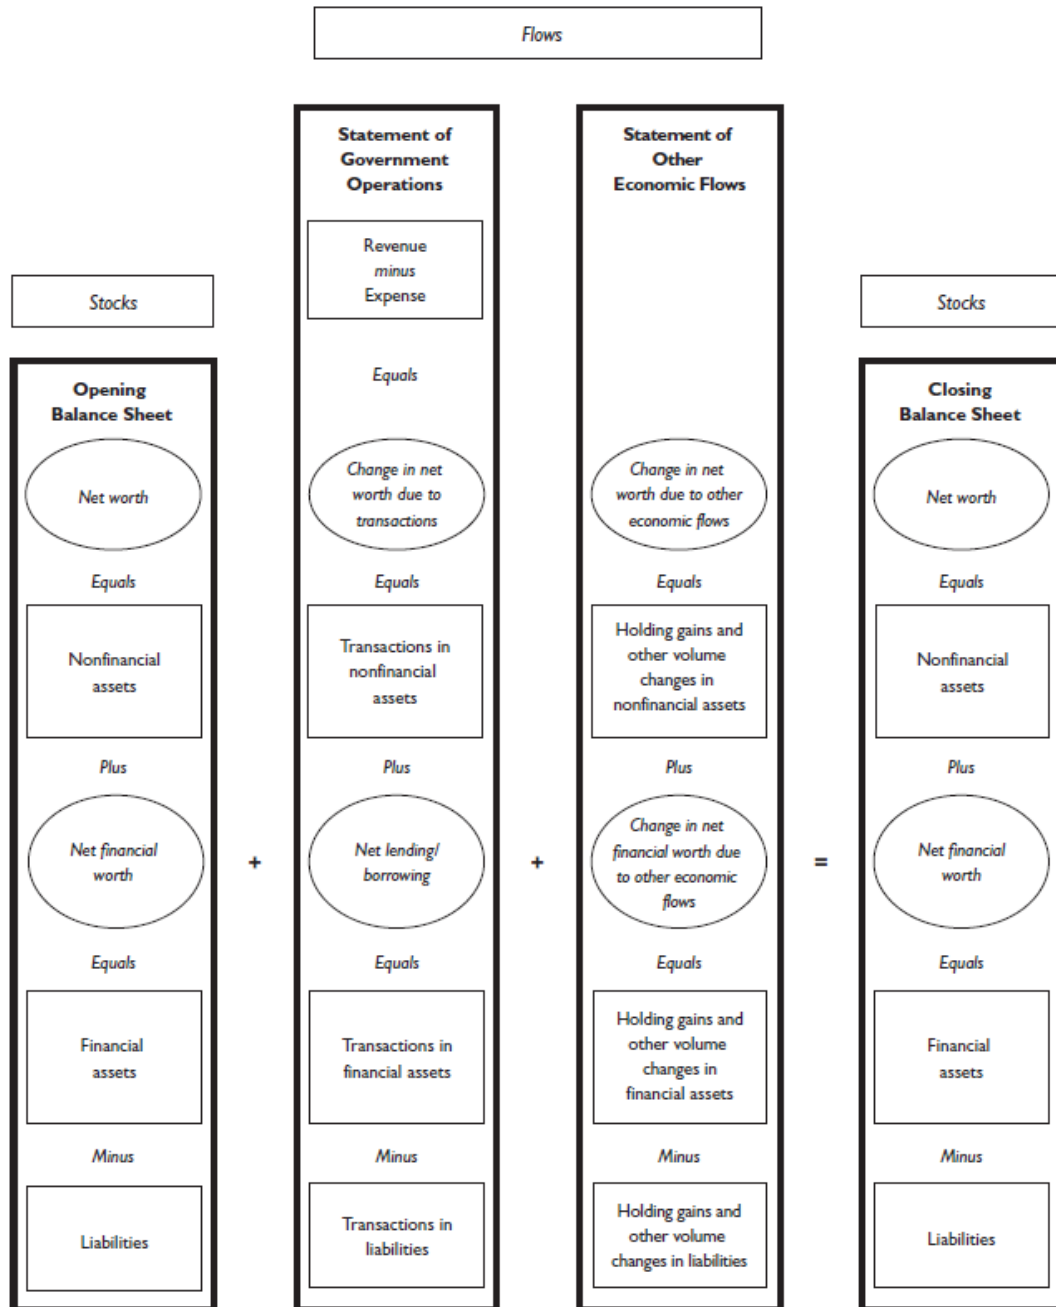 Flows
Statement of
Government
Operations
Revenue
minus
Expense
Equals
Change in net
worth due to
transactions
Equals
Transactions in
nonfinancial
assets
Plus
Net lending/
borrowing
Equals
Transactions in
financial assets
Minus
Transactions in
liabilities
Statement of
Other
Economic Flows
Change in net
worth due to other
economic flows
Equals
Holding gains and
other volume
changes in
nonfinancial assets
Plus
Change in net
financial worth due
to other economic
flows
Equals
Holding gains and
other volume
changes in
financial assets
Minus
Holding gains and
other volume
changes in liabilities
Stocks
Opening
Balance Sheet
Net worth
Equals
Nonfinancial
assets
Plus
Net financial
worth
Equals
Financial
assets
Minus
Liabilities
+
+
=
Stocks
Closing
Balance Sheet
Net worth
Equals
Nonfinancial
assets
Plus
Net financial
worth
Equals
Financial
assets
Minus
Liabilities